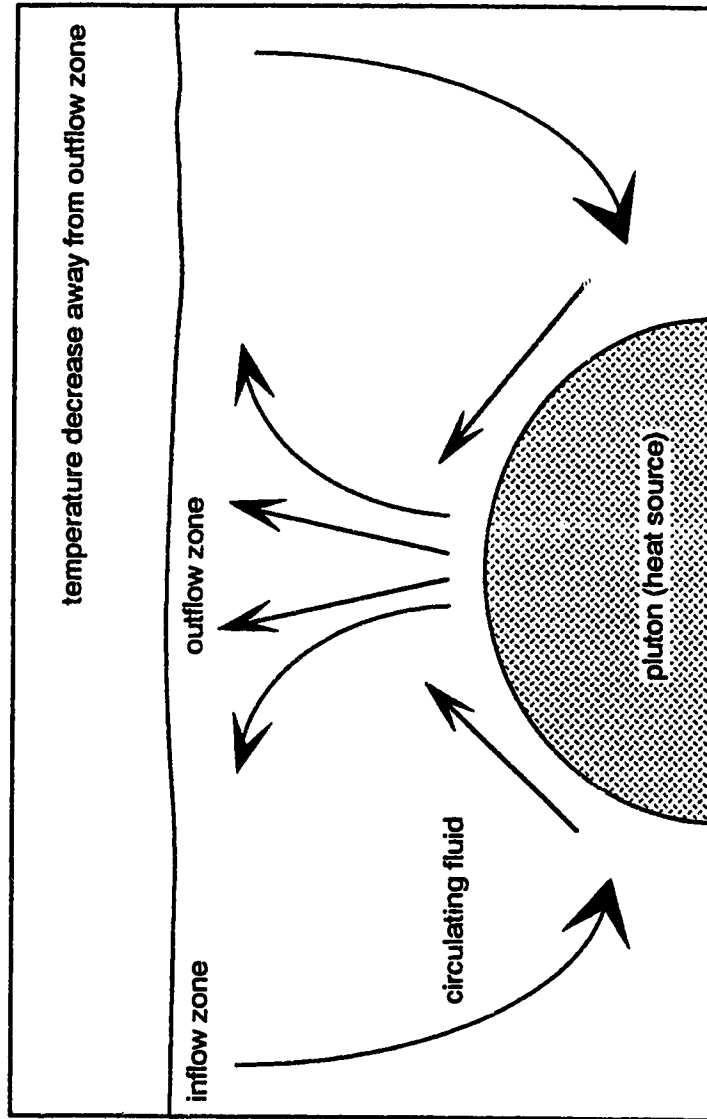 temperature decrease away from outflow zone
inflow zone
outflow zone
circulating fluid
pluton (heat source)